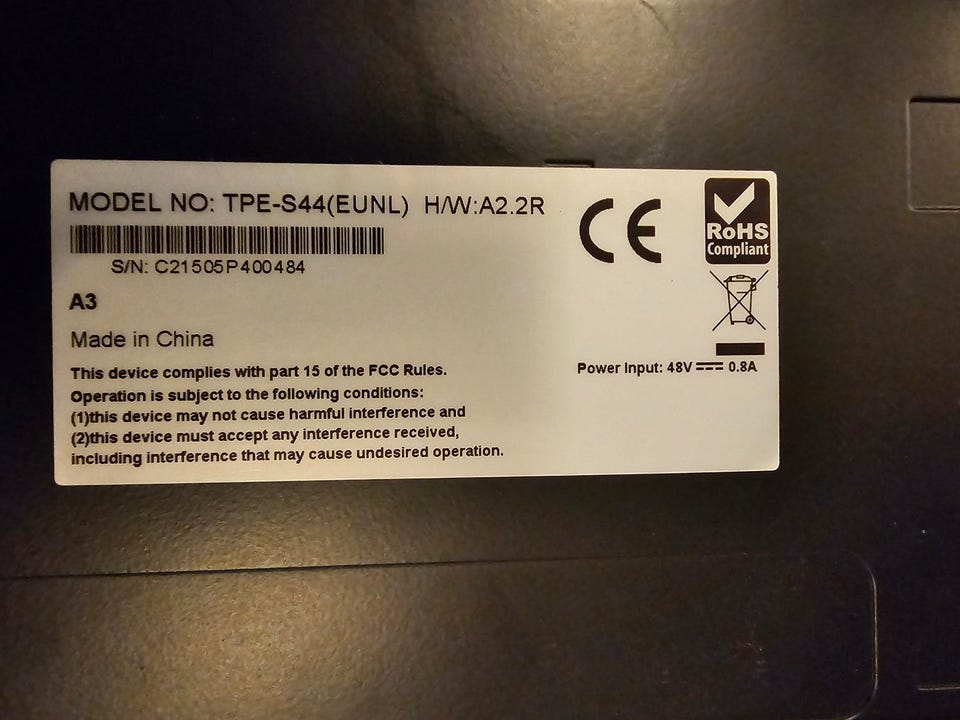 MODEL NO: TPE-S44(EUNL) H/W:A2.2R
S/N: C21505P400484
A3
Made in China
This device complies with part 15 of the FCC Rules.
Operation is subject to the following conditions:
(1)this device may not cause harmful interference and
(2)this device must accept any interference received,
including interference that may cause undesired operation.
CE
RoHS
Compliant
Power Input: 48V ⎓ 0.8A